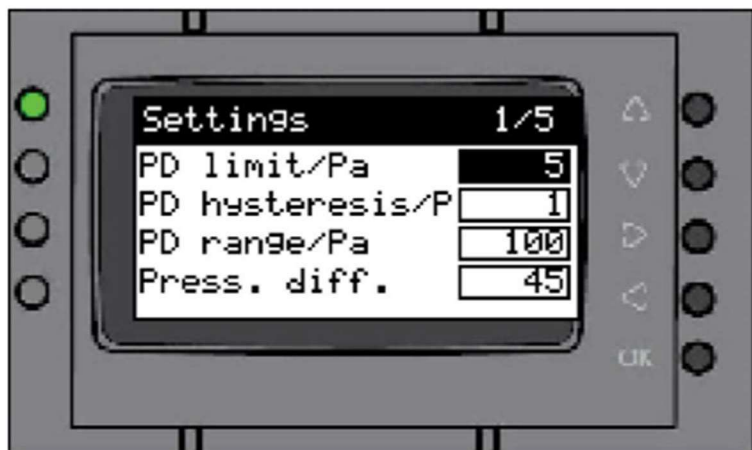 Settings 1/5
PD limit/Pa 5
PD hysteresis/P 1
PD range/Pa 100
Press. diff. 45
OK